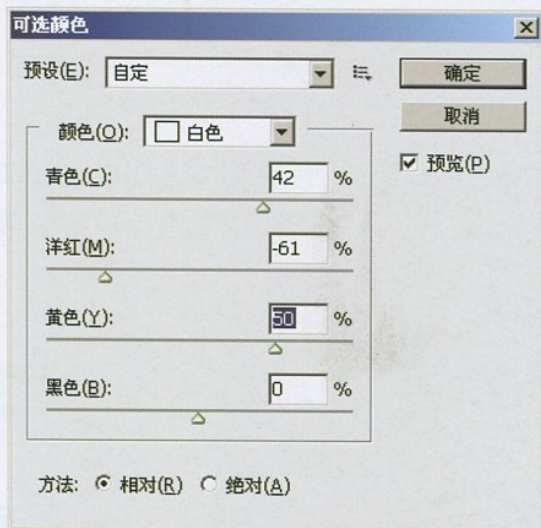 可选颜色
预设(E): 自定
确定
取消
预览(P)
颜色(O): 白色
青色(C): 42 %
洋红(M): -61 %
黄色(Y): 50 %
黑色(B): 0 %
方法: 相对(R) 绝对(A)